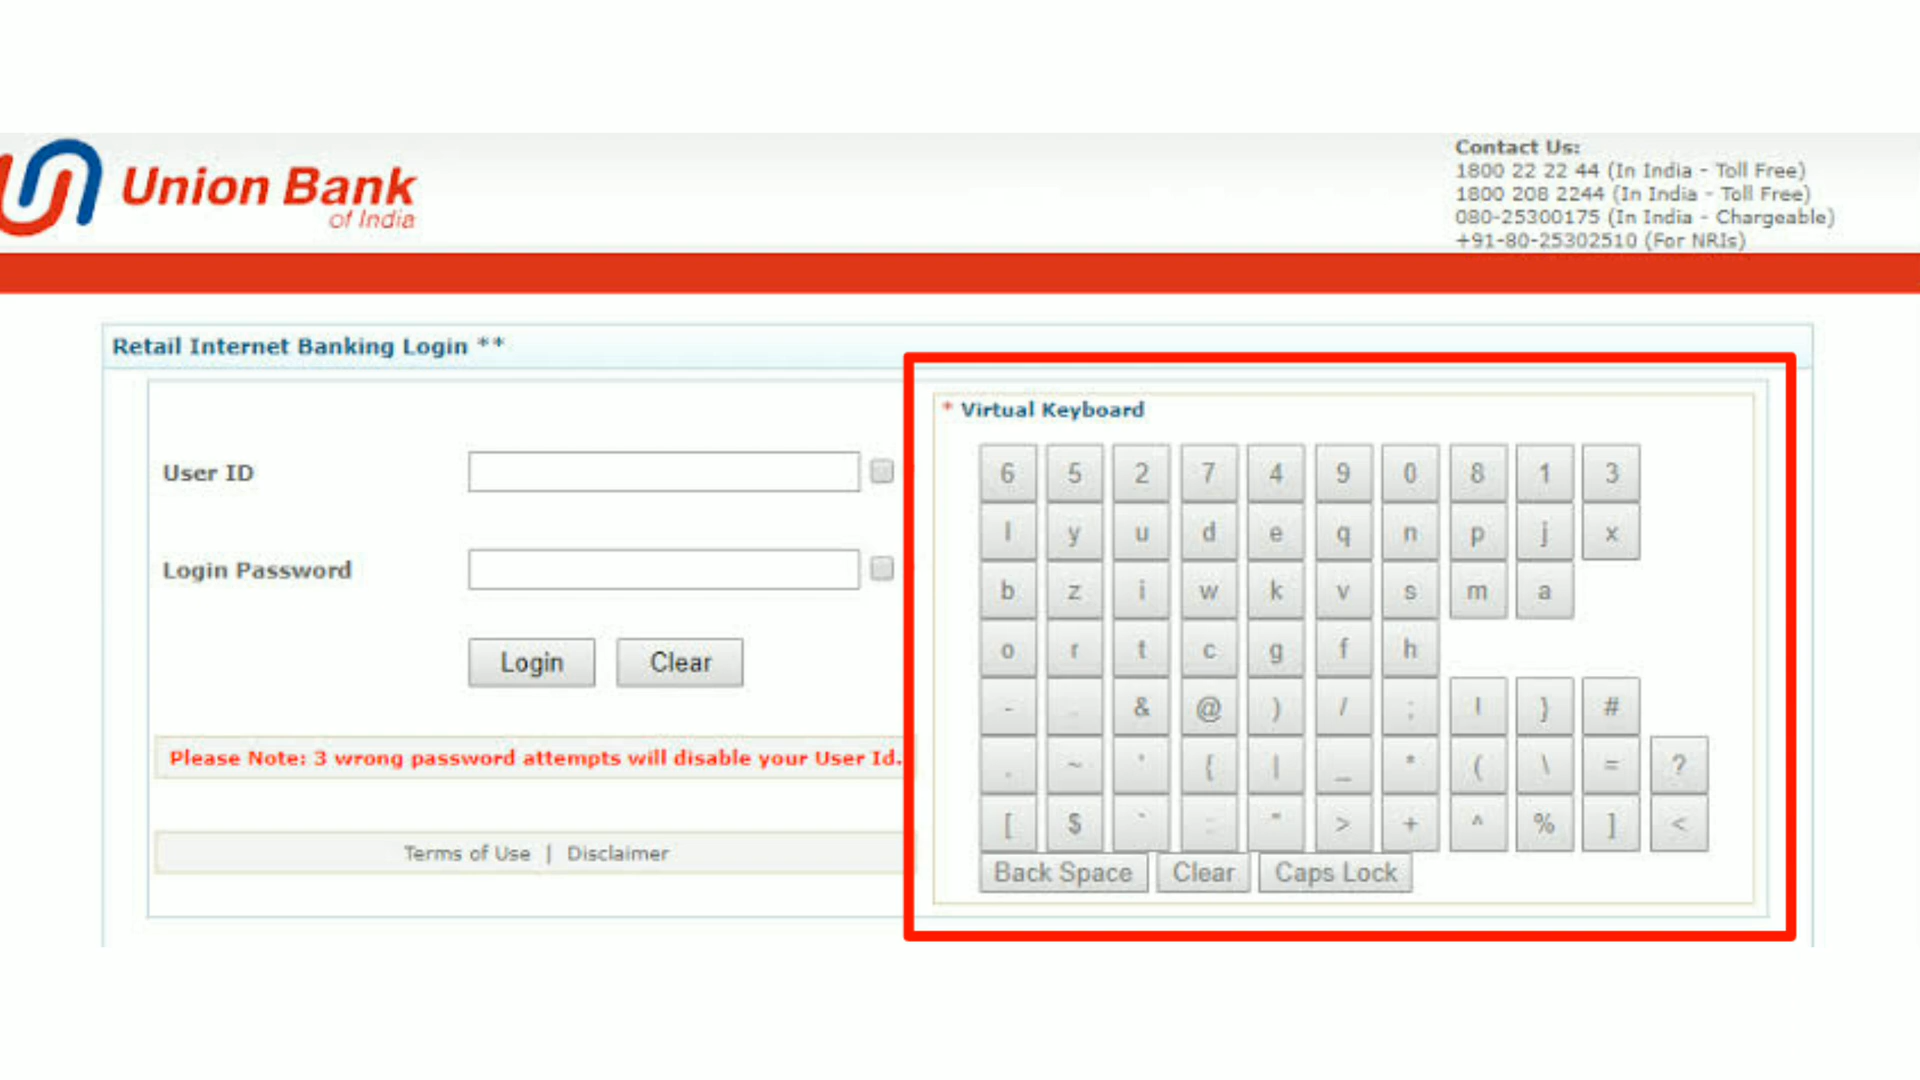 Union Bank
of India
Contact Us:
1800 22 22 44 (In India - Toll Free)
1800 208 2244 (In India - Toll Free)
080-25300175 (In India - Chargeable)
+91-80-25302510 (For NRIs)
Retail Internet Banking Login **
User ID
Login Password
Login Clear
Please Note: 3 wrong password attempts will disable your User Id.
Terms of Use | Disclaimer
* Virtual Keyboard
6 5 2 7 4 9 0 8 1 3
l y u d e q n p j x
b z i w k v s m a
o r t c g f h
- & @ ) / ; ! } #
~ { | _ * ( \ = ?
[ $ ` : " > + ^ % ] <
Back Space Clear Caps Lock